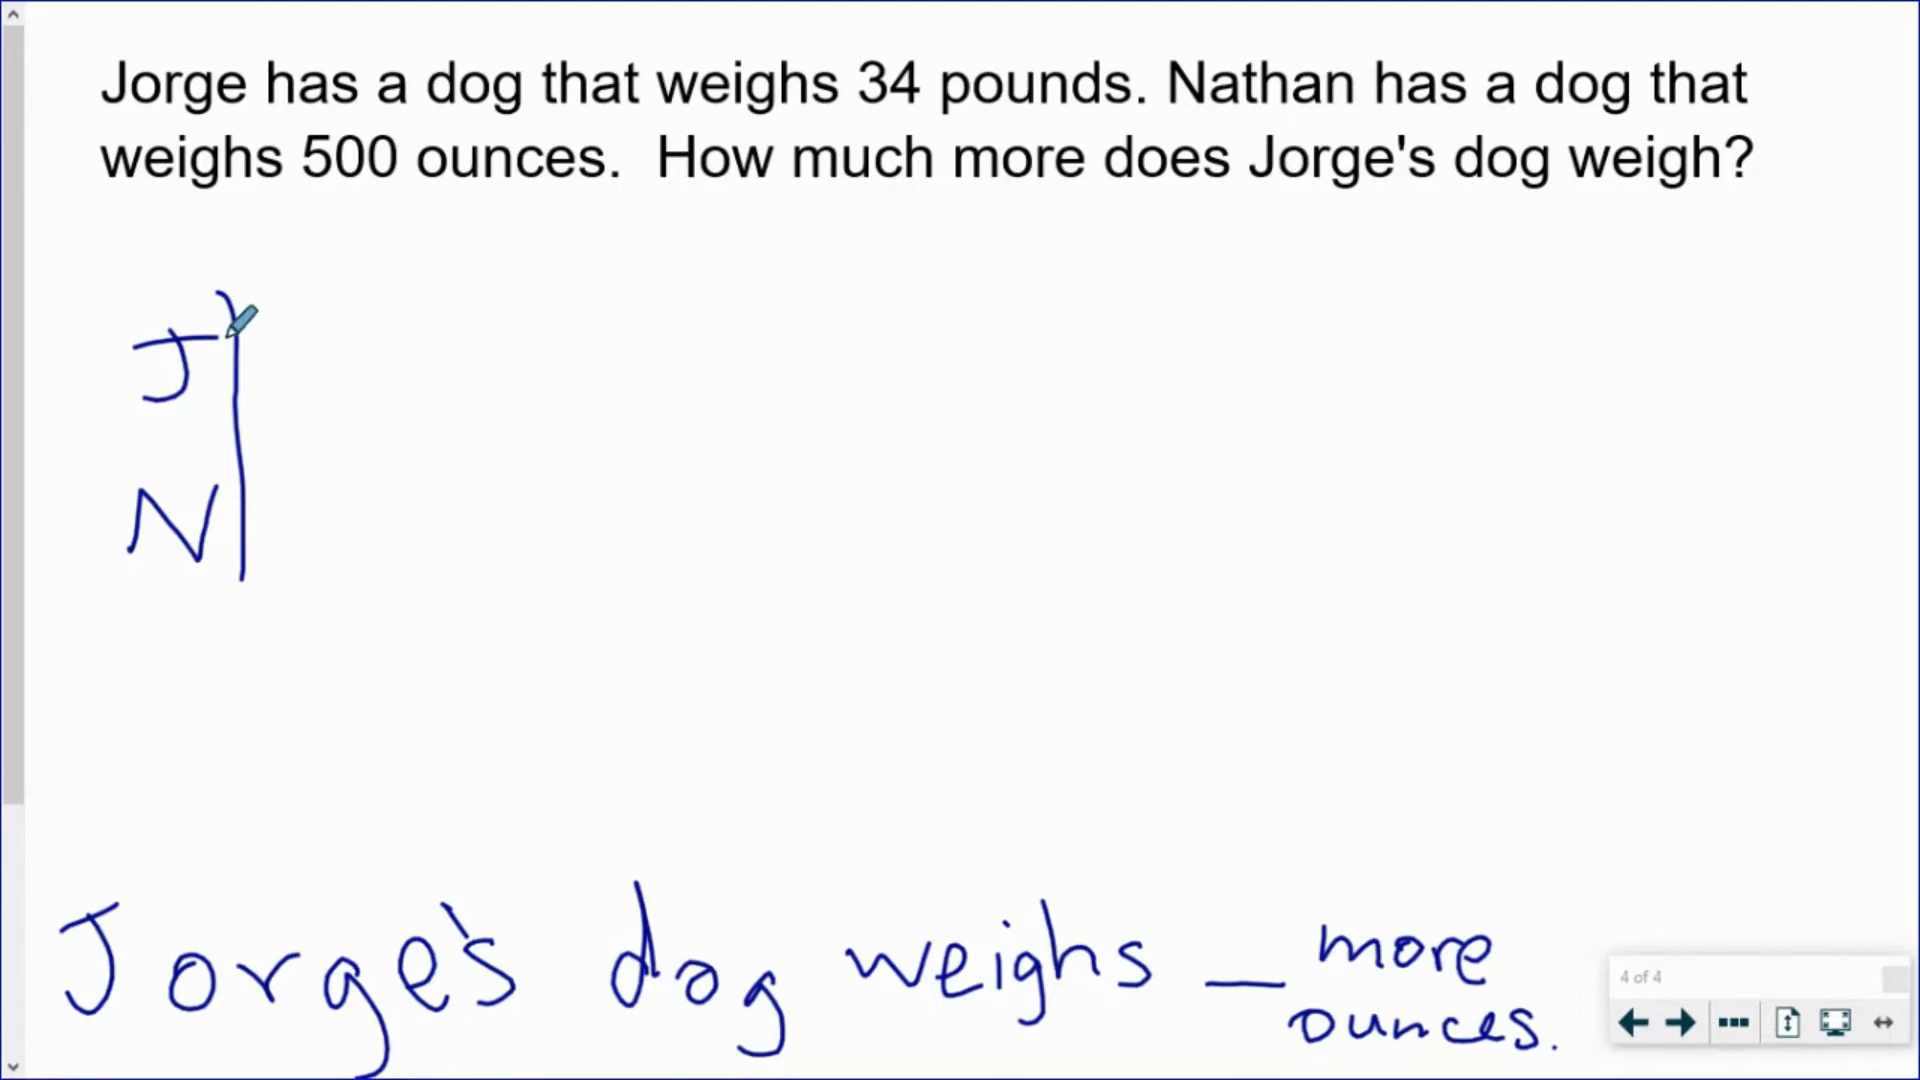 Jorge has a dog that weighs 34 pounds. Nathan has a dog that
weighs 500 ounces. How much more does Jorge's dog weigh?
J
N
Jorge's dog weighs __ more
ounces.
4 of 4